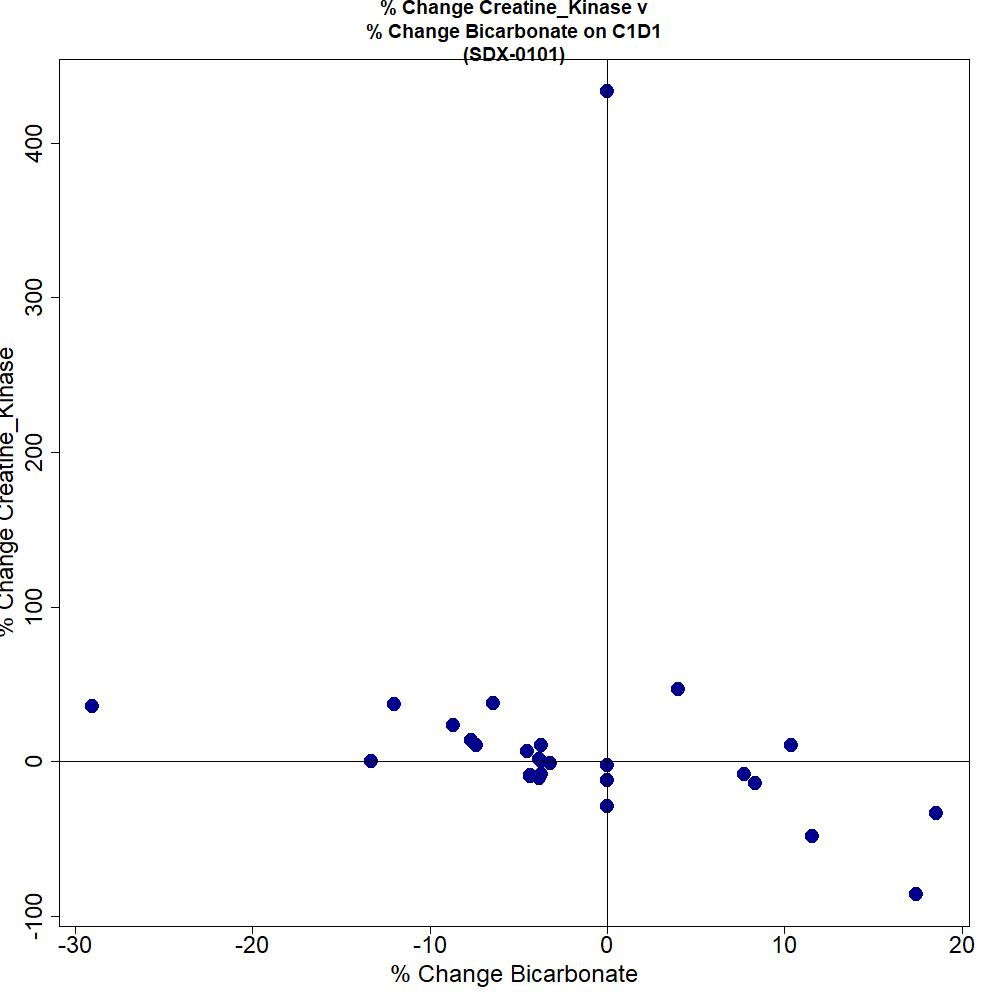 % Change Creatine_Kinase v
% Change Bicarbonate on C1D1
(SDX-0101)
% Change Creatine_Kinase
400
300
200
100
0
-100
-30 -20 -10 0 10 20
% Change Bicarbonate